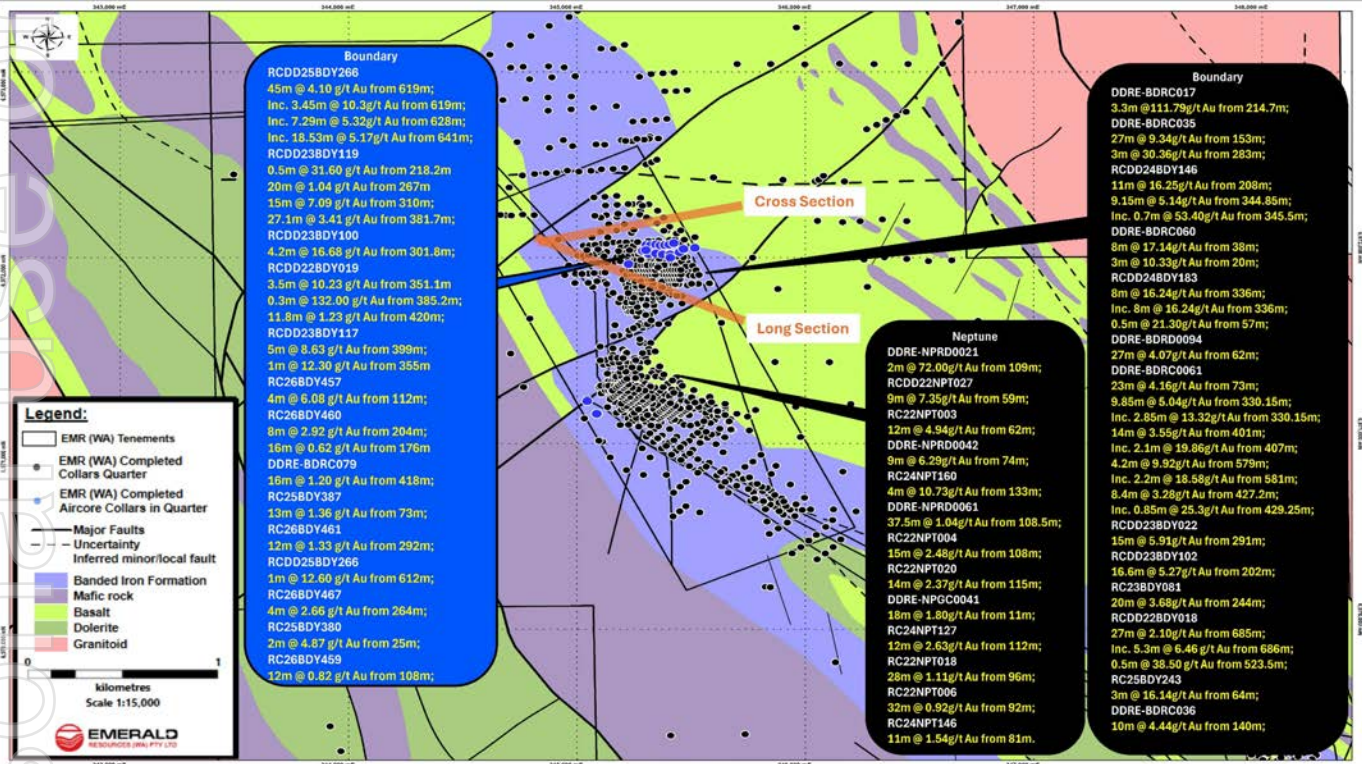 343,000 mE
344,000 mE
345,000 mE
346,000 mE
347,000 mE
348,000 mE
Boundary
RCDD25BDY266
45m @ 4.10 g/t Au from 619m;
Inc. 3.45m @ 10.3g/t Au from 619m;
Inc. 7.29m @ 5.32g/t Au from 628m;
Inc. 18.53m @ 5.17g/t Au from 641m;
RCDD23BDY119
0.5m @ 31.60 g/t Au from 218.2m
20m @ 1.04 g/t Au from 267m
15m @ 7.09 g/t Au from 310m;
27.1m @ 3.41 g/t Au from 381.7m;
RCDD23BDY100
4.2m @ 16.68 g/t Au from 301.8m;
RCDD22BDY019
3.5m @ 10.23 g/t Au from 351.1m
0.3m @ 132.00 g/t Au from 385.2m;
11.8m @ 1.23 g/t Au from 420m;
RCDD23BDY117
5m @ 8.63 g/t Au from 399m;
1m @ 12.30 g/t Au from 355m
RC26BDY457
4m @ 6.08 g/t Au from 112m;
RC26BDY460
8m @ 2.92 g/t Au from 204m;
16m @ 0.62 g/t Au from 176m
DDRE-BDRC079
16m @ 1.20 g/t Au from 418m;
RC25BDY387
13m @ 1.36 g/t Au from 73m;
RC26BDY461
12m @ 1.33 g/t Au from 292m;
RCDD25BDY266
1m @ 12.60 g/t Au from 612m;
RC26BDY467
4m @ 2.66 g/t Au from 264m;
RC25BDY380
2m @ 4.87 g/t Au from 25m;
RC26BDY459
12m @ 0.82 g/t Au from 108m;
Cross Section
Long Section
Neptune
DDRE-NPRD0021
2m @ 72.00g/t Au from 109m;
RCDD22NPT027
9m @ 7.35g/t Au from 59m;
RC22NPT003
12m @ 4.94g/t Au from 62m;
DDRE-NPRD0042
9m @ 6.29g/t Au from 74m;
RC24NPT160
4m @ 10.73g/t Au from 133m;
DDRE-NPRD0061
37.5m @ 1.04g/t Au from 108.5m;
RC22NPT004
15m @ 2.48g/t Au from 108m;
RC22NPT020
14m @ 2.37g/t Au from 115m;
DDRE-NPGC0041
18m @ 1.80g/t Au from 11m;
RC24NPT127
12m @ 2.63g/t Au from 112m;
RC22NPT018
28m @ 1.11g/t Au from 96m;
RC22NPT006
32m @ 0.92g/t Au from 92m;
RC24NPT146
11m @ 1.54g/t Au from 81m.
Boundary
DDRE-BDRC017
3.3m @111.79g/t Au from 214.7m;
DDRE-BDRC035
27m @ 9.34g/t Au from 153m;
3m @ 30.36g/t Au from 283m;
RCDD24BDY146
11m @ 16.25g/t Au from 208m;
9.15m @ 5.14g/t Au from 344.85m;
Inc. 0.7m @ 53.40g/t Au from 345.5m;
DDRE-BDRC060
8m @ 17.14g/t Au from 38m;
3m @ 10.33g/t Au from 20m;
RCDD24BDY183
8m @ 16.24g/t Au from 336m;
Inc. 8m @ 16.24g/t Au from 336m;
0.5m @ 21.30g/t Au from 57m;
DDRE-BDRD0094
27m @ 4.07g/t Au from 62m;
DDRE-BDRC0061
23m @ 4.16g/t Au from 73m;
9.85m @ 5.04g/t Au from 330.15m;
Inc. 2.85m @ 13.32g/t Au from 330.15m;
14m @ 3.55g/t Au from 401m;
Inc. 2.1m @ 19.86g/t Au from 407m;
4.2m @ 9.92g/t Au from 579m;
Inc. 2.2m @ 18.58g/t Au from 581m;
8.4m @ 3.28g/t Au from 427.2m;
Inc. 0.85m @ 25.3g/t Au from 429.25m;
RCDD23BDY022
15m @ 5.91g/t Au from 291m;
RCDD23BDY102
16.6m @ 5.27g/t Au from 202m;
RC23BDY081
20m @ 3.68g/t Au from 244m;
RCDD22BDY018
27m @ 2.10g/t Au from 685m;
Inc. 5.3m @ 6.46 g/t Au from 686m;
0.5m @ 38.50 g/t Au from 523.5m;
RC25BDY243
3m @ 16.14g/t Au from 64m;
DDRE-BDRC036
10m @ 4.44g/t Au from 140m;
Legend:
EMR (WA) Tenements
EMR (WA) Completed
Collars Quarter
EMR (WA) Completed
Aircore Collars in Quarter
Major Faults
Uncertainty
Inferred minor/local fault
Banded Iron Formation
Mafic rock
Basalt
Dolerite
Granitoid
0 1
kilometres
Scale 1:15,000
EMERALD
RESOURCES (WA) PTY LTD